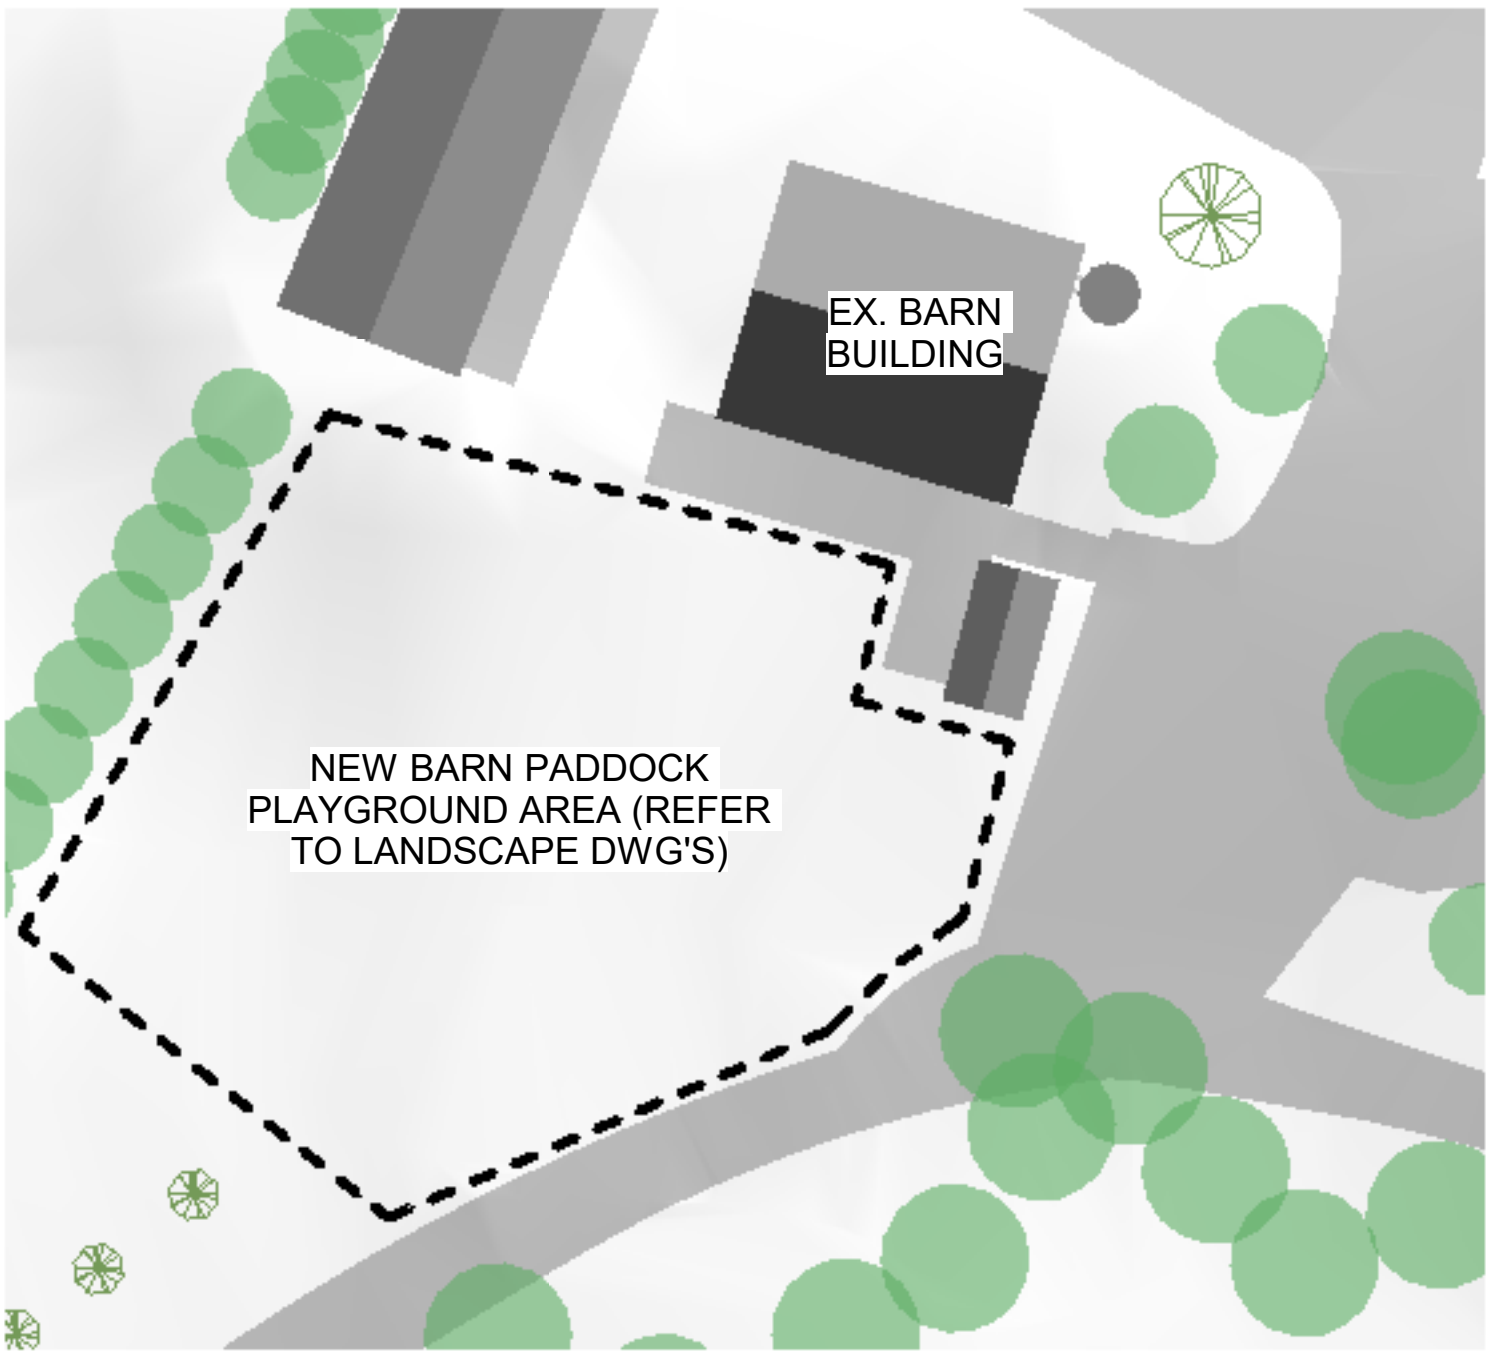 EX. BARN
BUILDING
NEW BARN PADDOCK
PLAYGROUND AREA (REFER
TO LANDSCAPE DWG'S)